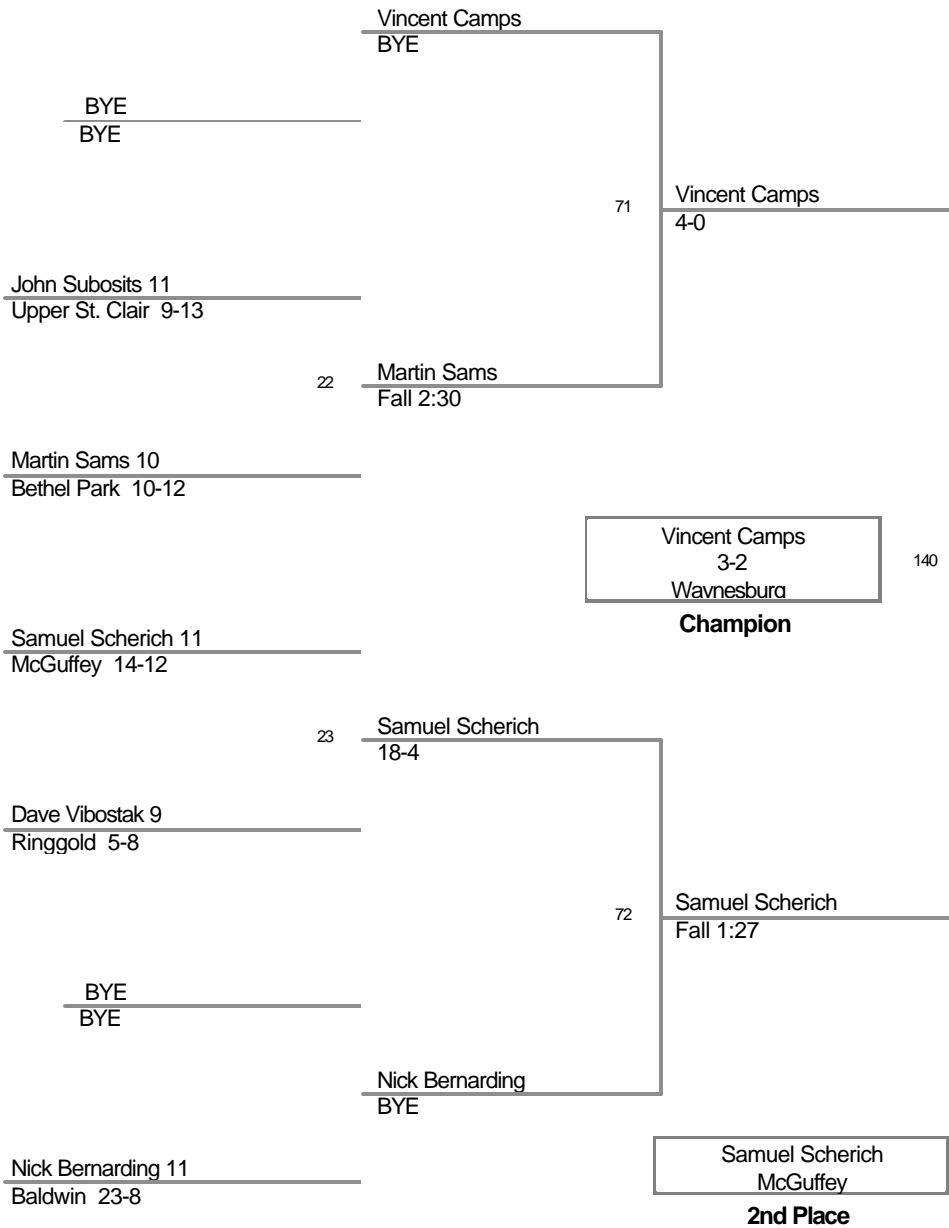 Vincent Camps
BYE
BYE
BYE
71
Vincent Camps
4-0
John Subosits 11
Upper St. Clair 9-13
22
Martin Sams
Fall 2:30
Martin Sams 10
Bethel Park 10-12
Vincent Camps
3-2
Waynesburg
140
Champion
Samuel Scherich 11
McGuffey 14-12
23
Samuel Scherich
18-4
Dave Vibostak 9
Ringgold 5-8
72
Samuel Scherich
Fall 1:27
BYE
BYE
Nick Bernarding
BYE
Nick Bernarding 11
Baldwin 23-8
Samuel Scherich
McGuffey
2nd Place